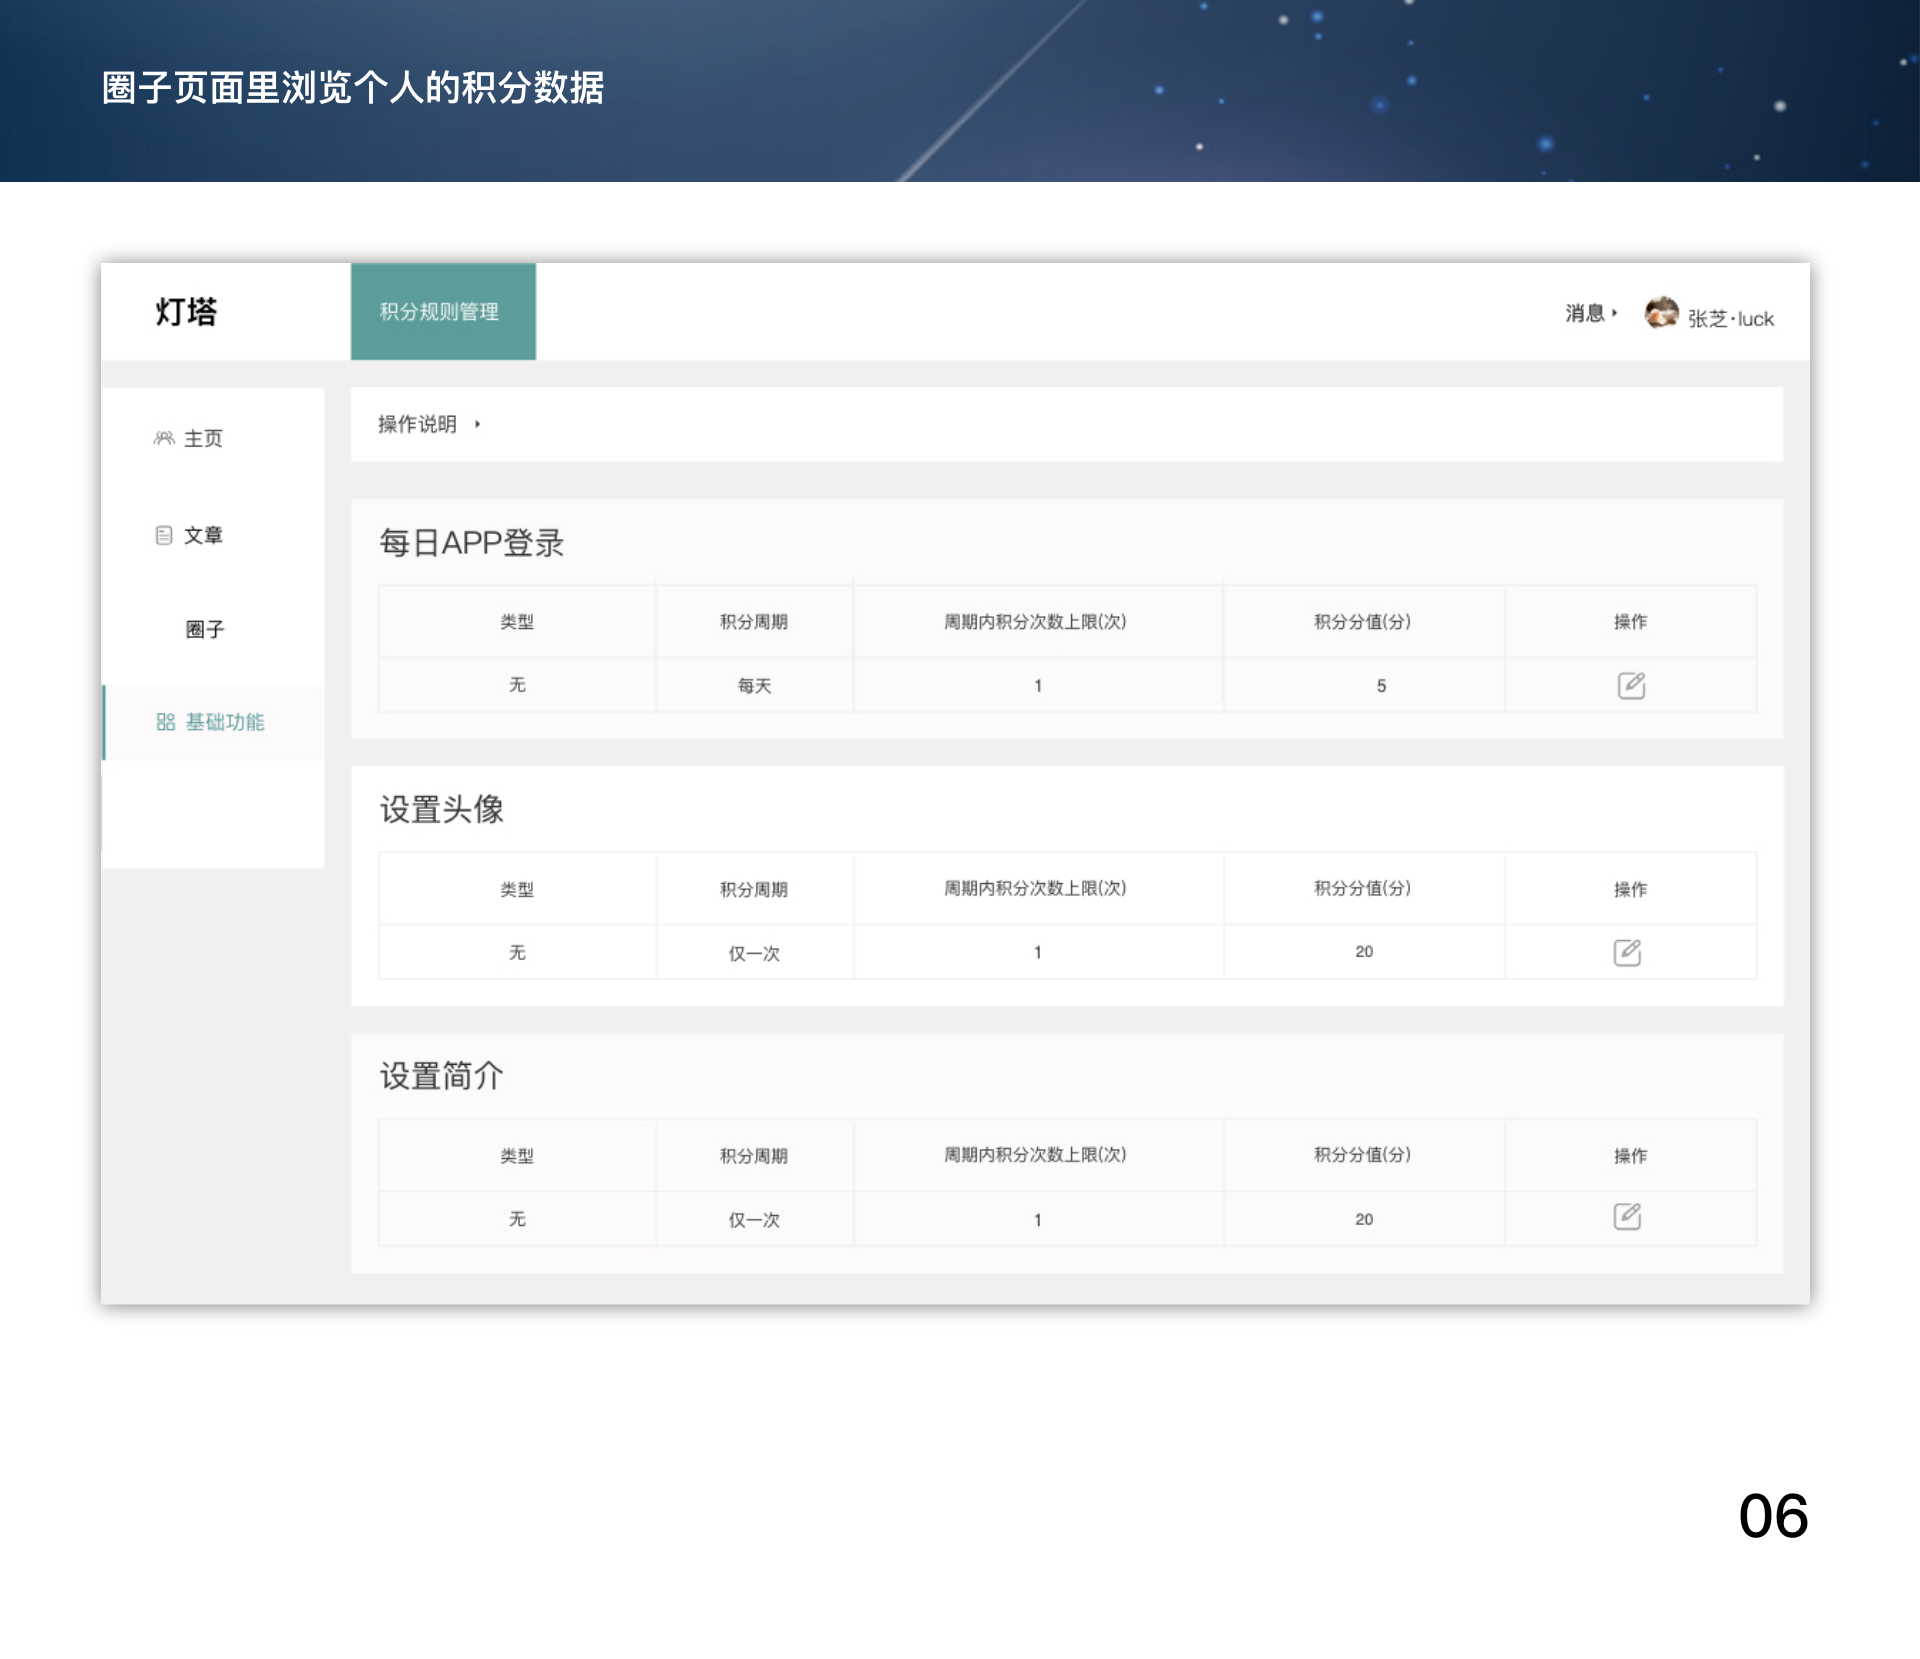 圈子页面里浏览个人的积分数据
灯塔 积分规则管理 消息 张芝·luck
主页
文章
圈子
基础功能
操作说明
每日APP登录
类型 积分周期 周期内积分次数上限(次) 积分分值(分) 操作
无 每天 1 5
设置头像
类型 积分周期 周期内积分次数上限(次) 积分分值(分) 操作
无 仅一次 1 20
设置简介
类型 积分周期 周期内积分次数上限(次) 积分分值(分) 操作
无 仅一次 1 20
06